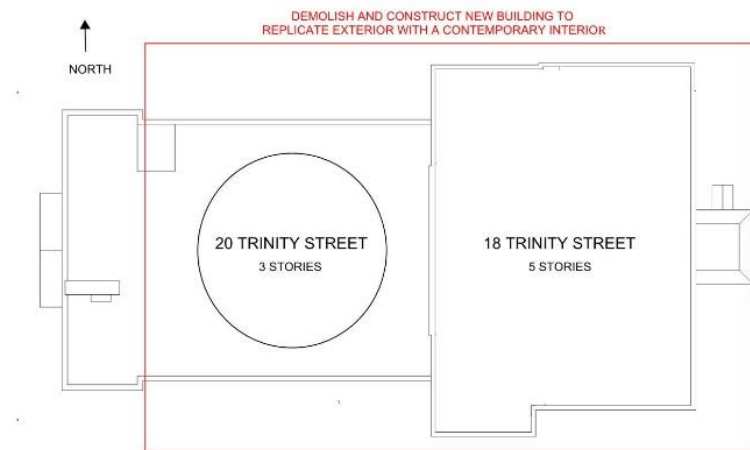 DEMOLISH AND CONSTRUCT NEW BUILDING TO
REPLICATE EXTERIOR WITH A CONTEMPORARY INTERIOR
NORTH
20 TRINITY STREET
3 STORIES
18 TRINITY STREET
5 STORIES